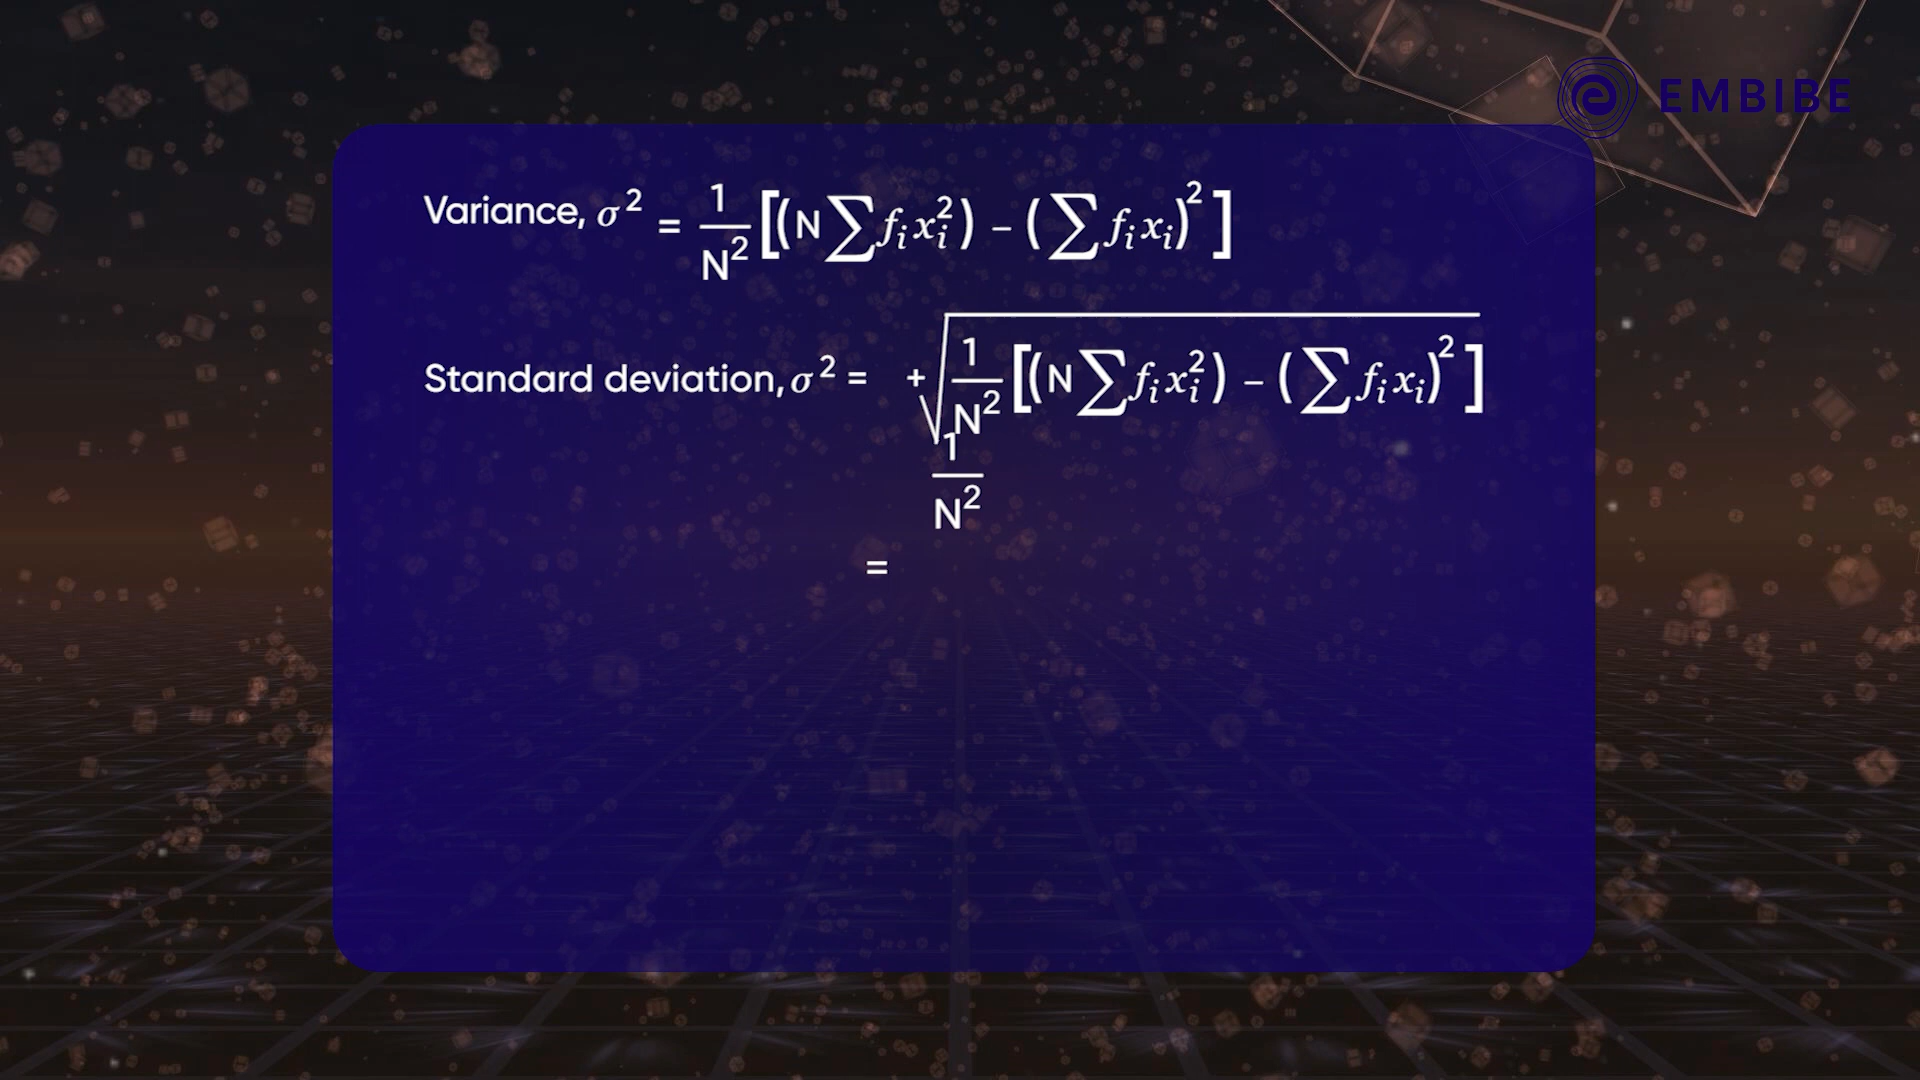 EMBIBE
Variance, σ² = 1/N² [(N∑fᵢxᵢ²) – (∑fᵢxᵢ)²]
Standard deviation, σ² = +√(1/N² [(N∑fᵢxᵢ²) – (∑fᵢxᵢ)²])
1/N²
=